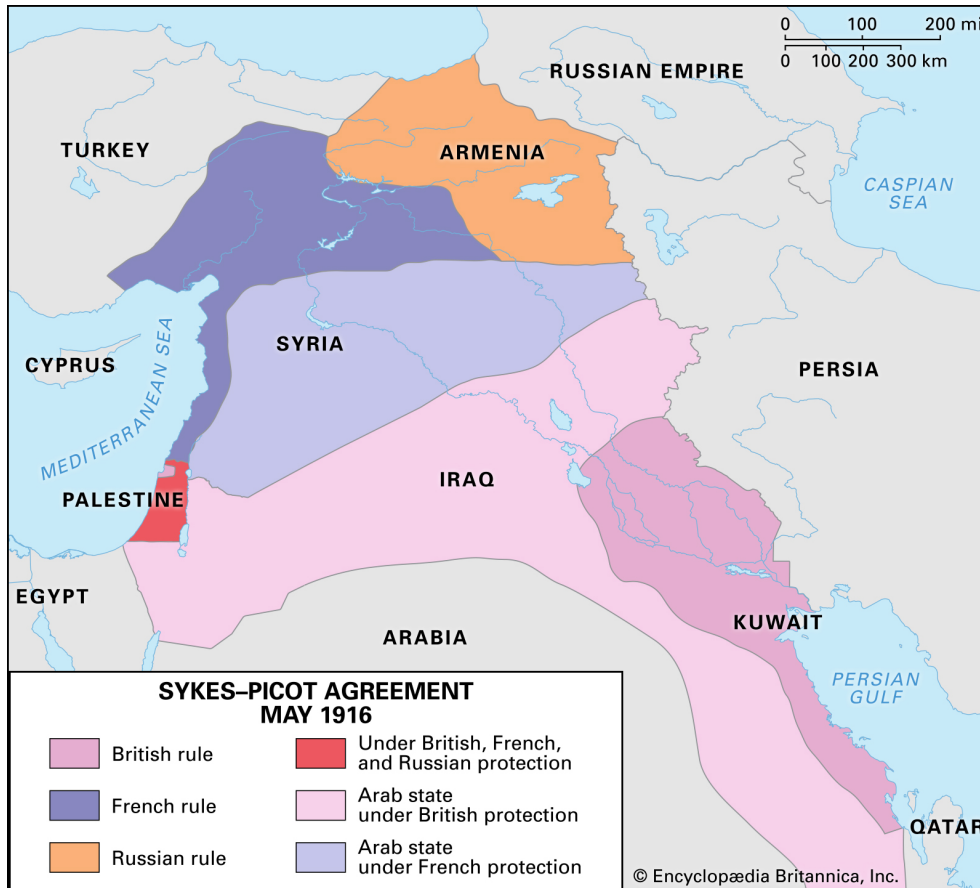 0 100 200 mi
0 100 200 300 km
RUSSIAN EMPIRE
TURKEY
ARMENIA
CASPIAN
SEA
SYRIA
CYPRUS
PERSIA
MEDITERRANEAN SEA
IRAQ
PALESTINE
EGYPT
KUWAIT
ARABIA
PERSIAN
GULF
QATAR
SYKES–PICOT AGREEMENT
MAY 1916
British rule
French rule
Russian rule
Under British, French,
and Russian protection
Arab state
under British protection
Arab state
under French protection
© Encyclopædia Britannica, Inc.